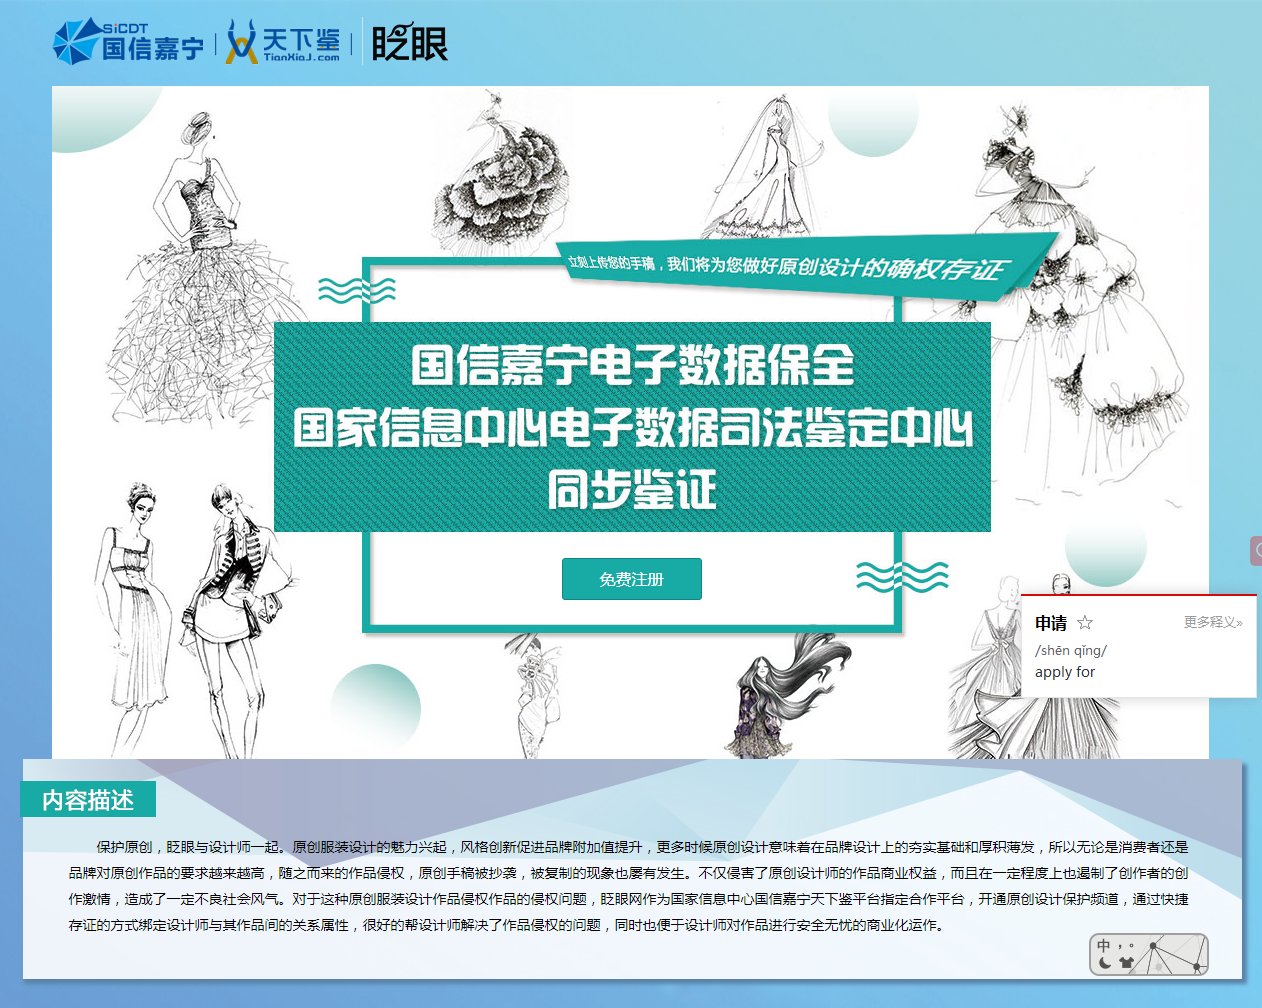 SiCDT
国信嘉宁
天下鉴
TianXiaJ.com
眨眼
立刻上传您的手稿，我们将为您做好原创设计的确权存证
国信嘉宁电子数据保全
国家信息中心电子数据司法鉴定中心
同步鉴证
免费注册
申请 ☆ 更多释义»
/shēn qǐng/
apply for
内容描述
保护原创，眨眼与设计师一起。原创服装设计的魅力兴起，风格创新促进品牌附加值提升，更多时候原创设计意味着在品牌设计上的夯实基础和厚积薄发，所以无论是消费者还是
品牌对原创作品的要求越来越高，随之而来的作品侵权，原创手稿被抄袭，被复制的现象也屡有发生。不仅侵害了原创设计师的作品商业权益，而且在一定程度上也遏制了创作者的创
作激情，造成了一定不良社会风气。对于这种原创服装设计作品侵权作品的侵权问题，眨眼网作为国家信息中心国信嘉宁天下鉴平台指定合作平台，开通原创设计保护频道，通过快捷
存证的方式绑定设计师与其作品间的关系属性，很好的帮设计师解决了作品侵权的问题，同时也便于设计师对作品进行安全无忧的商业化运作。
中 ，。